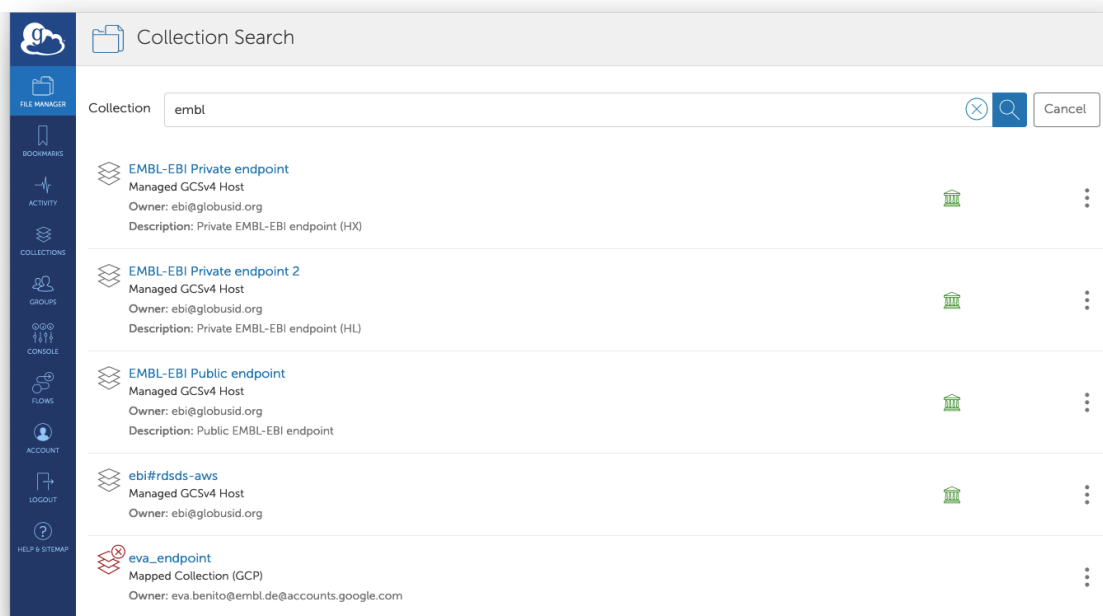 g
Collection Search
FILE MANAGER
BOOKMARKS
ACTIVITY
COLLECTIONS
GROUPS
CONSOLE
FLOWS
ACCOUNT
LOGOUT
?
HELP & SITEMAP
Collection embl Cancel
EMBL-EBI Private endpoint
Managed GCSv4 Host
Owner: ebi@globusid.org
Description: Private EMBL-EBI endpoint (HX)
EMBL-EBI Private endpoint 2
Managed GCSv4 Host
Owner: ebi@globusid.org
Description: Private EMBL-EBI endpoint (HL)
EMBL-EBI Public endpoint
Managed GCSv4 Host
Owner: ebi@globusid.org
Description: Public EMBL-EBI endpoint
ebi#rdsds-aws
Managed GCSv4 Host
Owner: ebi@globusid.org
eva_endpoint
Mapped Collection (GCP)
Owner: eva.benito@embl.de@accounts.google.com